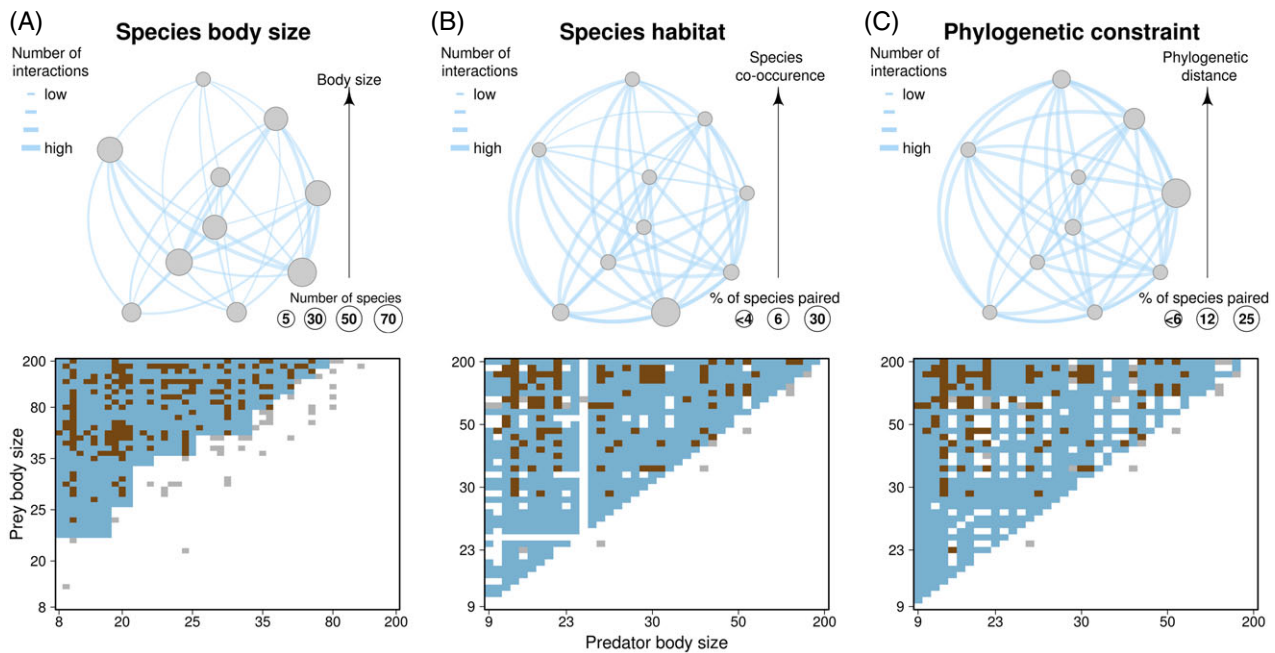 (A)
Species body size
Number of
interactions
low
high
Body size
Number of species
5 30 50 70
(B)
Species habitat
Number of
interactions
low
high
Species
co-occurence
% of species paired
<4 6 30
(C)
Phylogenetic constraint
Number of
interactions
low
high
Phylogenetic
distance
% of species paired
<6 12 25
Prey body size
200
80
35
25
20
8
8 20 35 80 200
200
50
30
23
9
9 23 30 50 200
200
50
30
23
9
9 23 30 50 200
Predator body size